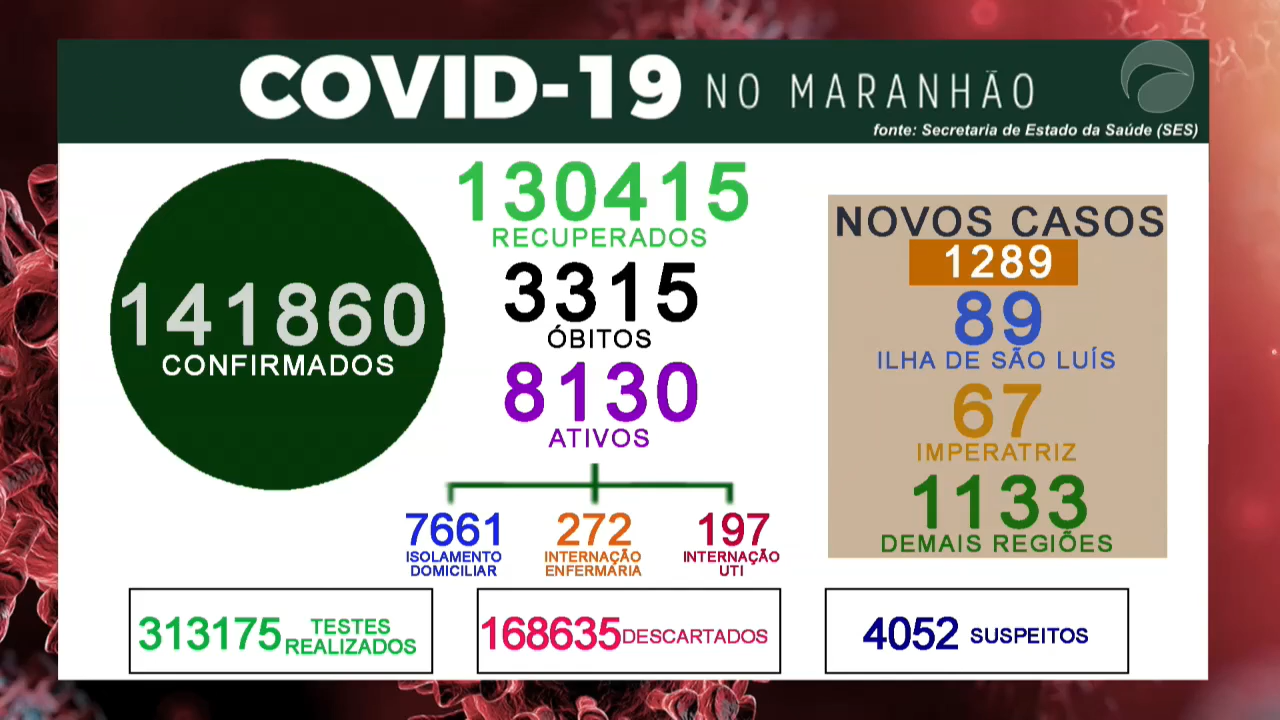 COVID-19 NO MARANHÃO
fonte: Secretaria de Estado da Saúde (SES)
141860
CONFIRMADOS
130415
RECUPERADOS
3315
ÓBITOS
8130
ATIVOS
7661
ISOLAMENTO
DOMICILIAR
272
INTERNAÇÃO
ENFERMARIA
197
INTERNAÇÃO
UTI
NOVOS CASOS
1289
89
ILHA DE SÃO LUÍS
67
IMPERATRIZ
1133
DEMAIS REGIÕES
313175 TESTES
REALIZADOS
168635 DESCARTADOS
4052 SUSPEITOS